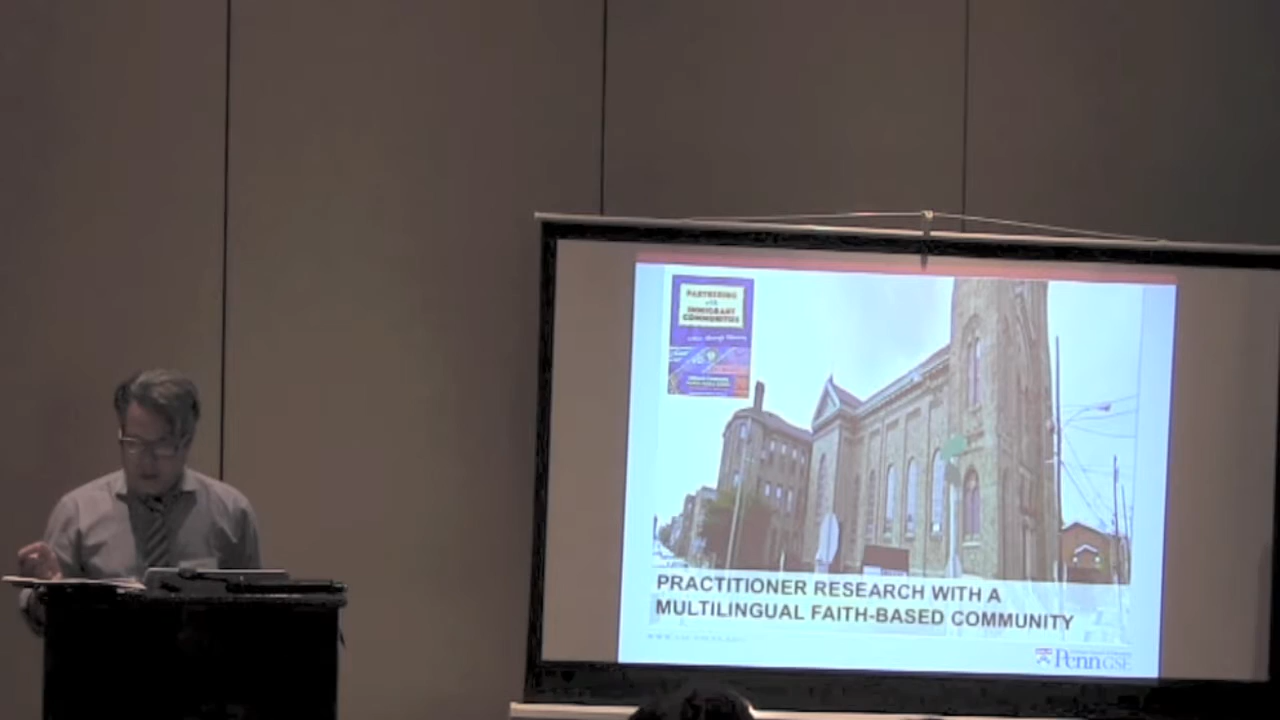 PARTNERING
with
IMMIGRANT
COMMUNITIES
PRACTITIONER RESEARCH WITH A
MULTILINGUAL FAITH-BASED COMMUNITY
Penn GSE